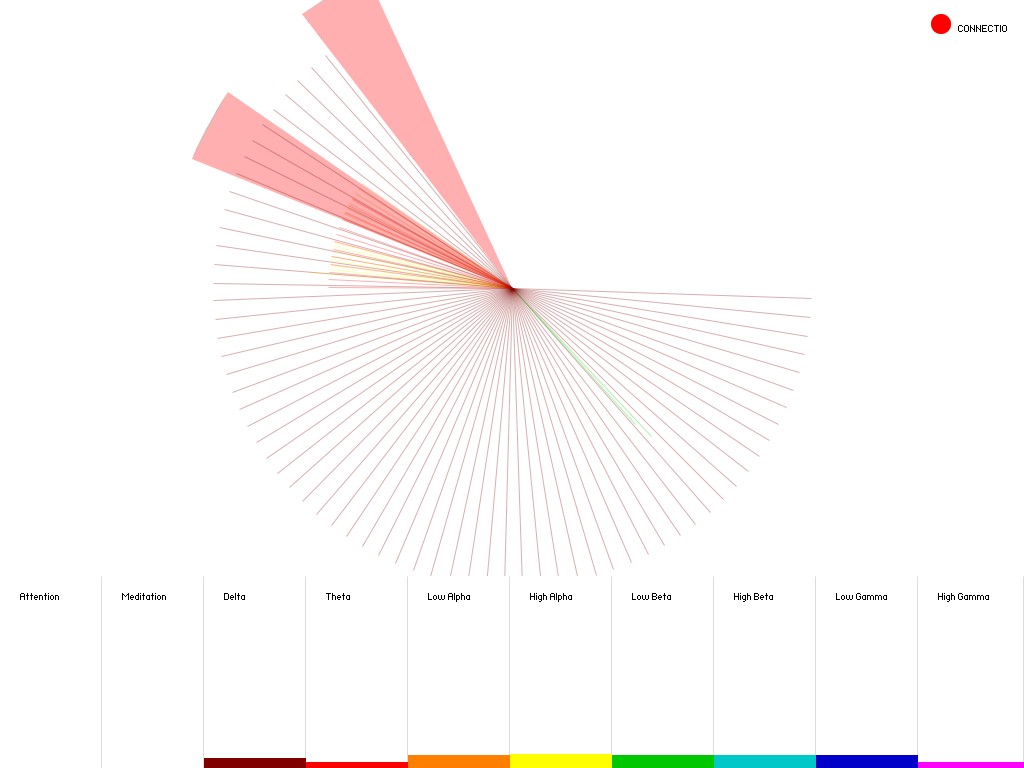 CONNECTIO
Attention
Meditation
Delta
Theta
Low Alpha
High Alpha
Low Beta
High Beta
Low Gamma
High Gamma